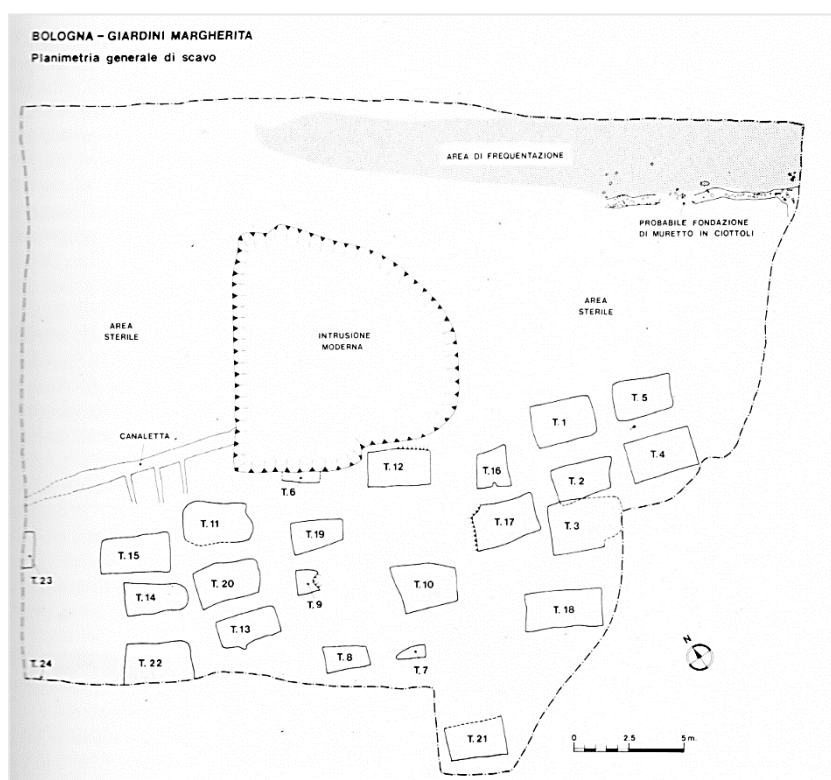 BOLOGNA – GIARDINI MARGHERITA
Planimetria generale di scavo
AREA DI FREQUENTAZIONE
PROBABILE FONDAZIONE
DI MURETTO IN CIOTTOLI
AREA
STERILE
INTRUSIONE
MODERNA
AREA
STERILE
T. 5
T. 1
CANALETTA
T. 4
T. 12
T. 16
T. 2
T. 6
T. 11
T. 17
T. 3
T. 19
T. 15
T. 23
T. 20
T. 10
T. 14
T. 9
T. 18
T. 13
N
T. 24
T. 22
T. 8
T. 7
T. 21
0 2.5 5 m.